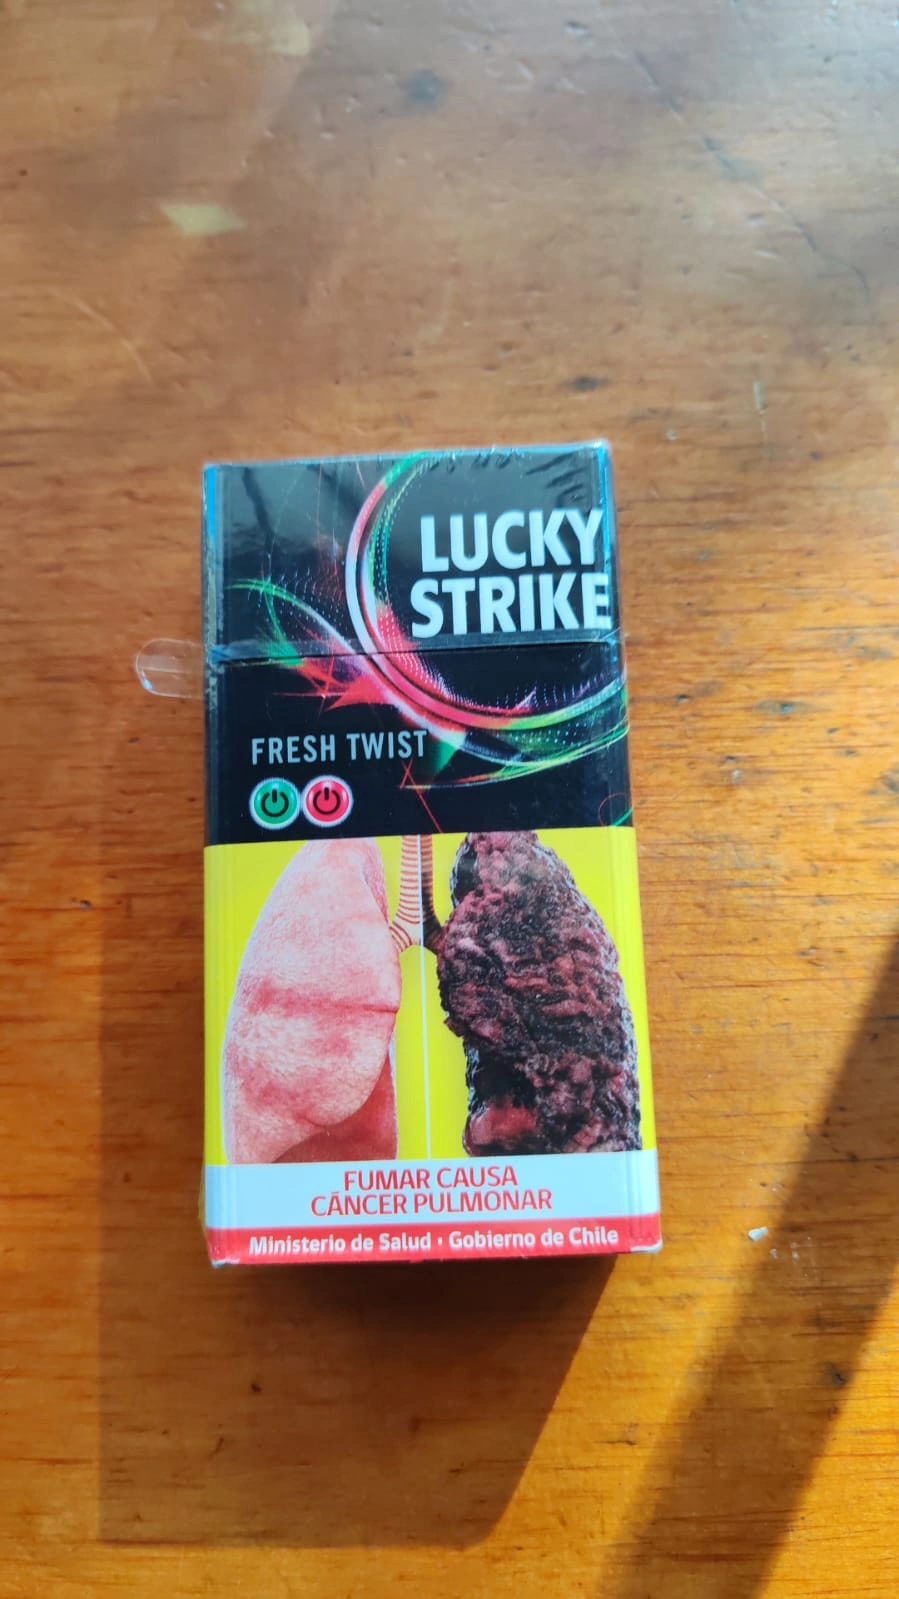 LUCKY
STRIKE
FRESH TWIST
FUMAR CAUSA
CÁNCER PULMONAR
Ministerio de Salud • Gobierno de Chile